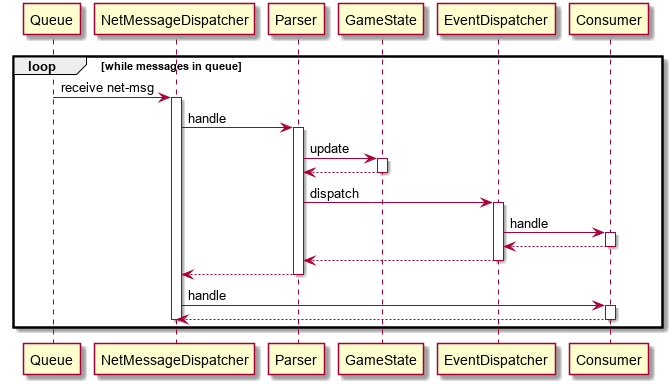 Queue NetMessageDispatcher Parser GameState EventDispatcher Consumer
loop [while messages in queue]
receive net-msg
handle
update
dispatch
handle
handle
Queue NetMessageDispatcher Parser GameState EventDispatcher Consumer